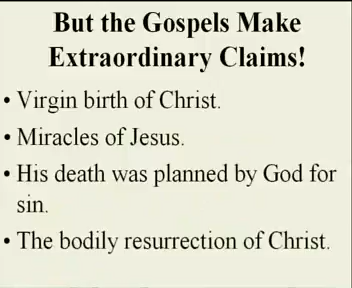 But the Gospels Make
Extraordinary Claims!
• Virgin birth of Christ.
• Miracles of Jesus.
• His death was planned by God for
sin.
• The bodily resurrection of Christ.